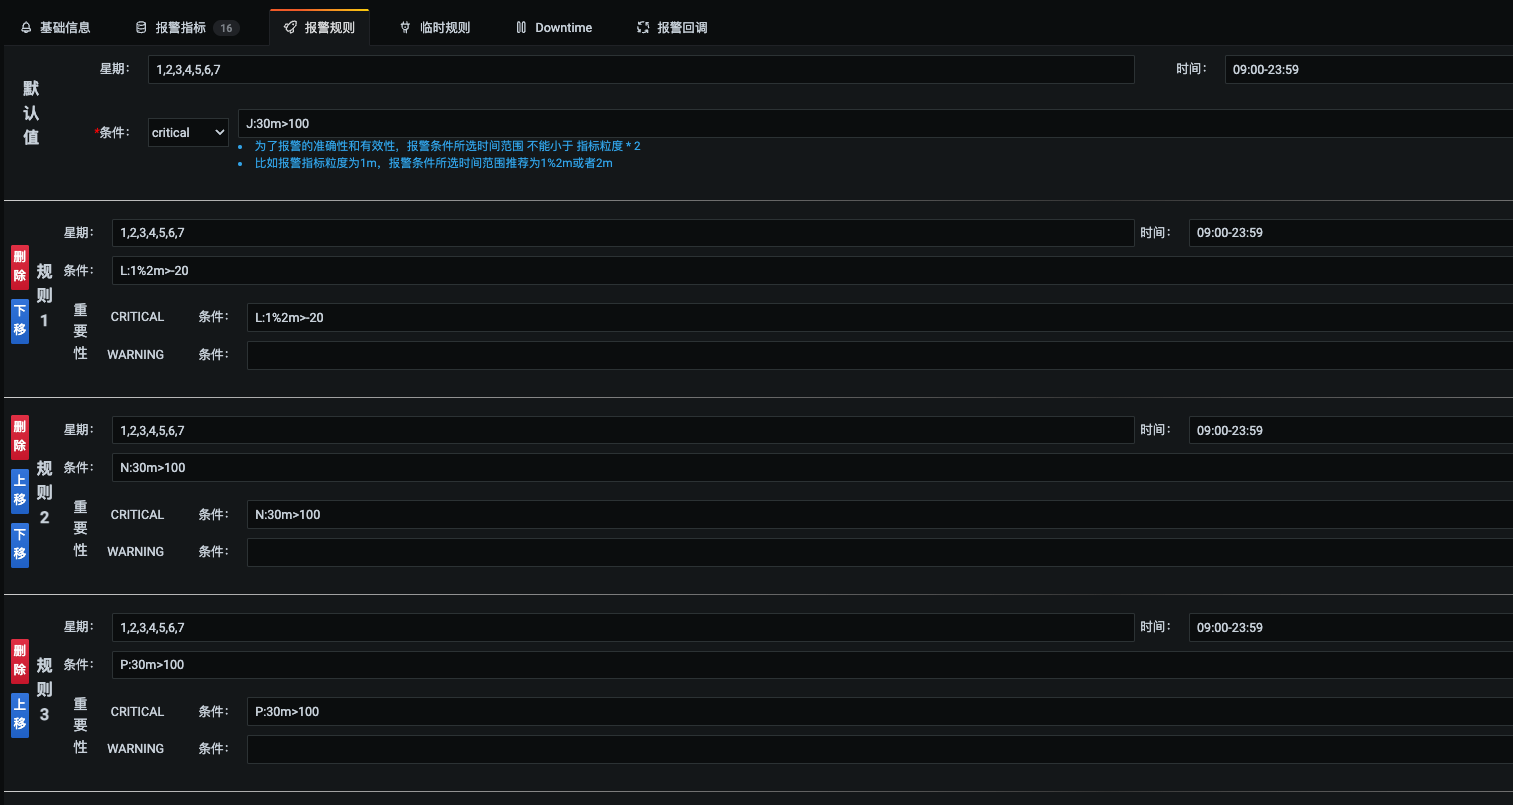 基础信息 报警指标 16 报警规则 临时规则 Downtime 报警回调
默认值
星期： 1,2,3,4,5,6,7 时间： 09:00-23:59
*条件： critical J:30m>100
为了报警的准确性和有效性，报警条件所选时间范围 不能小于 指标粒度 * 2
比如报警指标粒度为1m，报警条件所选时间范围推荐为1%2m或者2m
删除
下移
规则1
星期： 1,2,3,4,5,6,7 时间： 09:00-23:59
条件： L:1%2m>-20
重要性
CRITICAL 条件： L:1%2m>-20
WARNING 条件：
删除
上移
下移
规则2
星期： 1,2,3,4,5,6,7 时间： 09:00-23:59
条件： N:30m>100
重要性
CRITICAL 条件： N:30m>100
WARNING 条件：
删除
上移
规则3
星期： 1,2,3,4,5,6,7 时间： 09:00-23:59
条件： P:30m>100
重要性
CRITICAL 条件： P:30m>100
WARNING 条件：